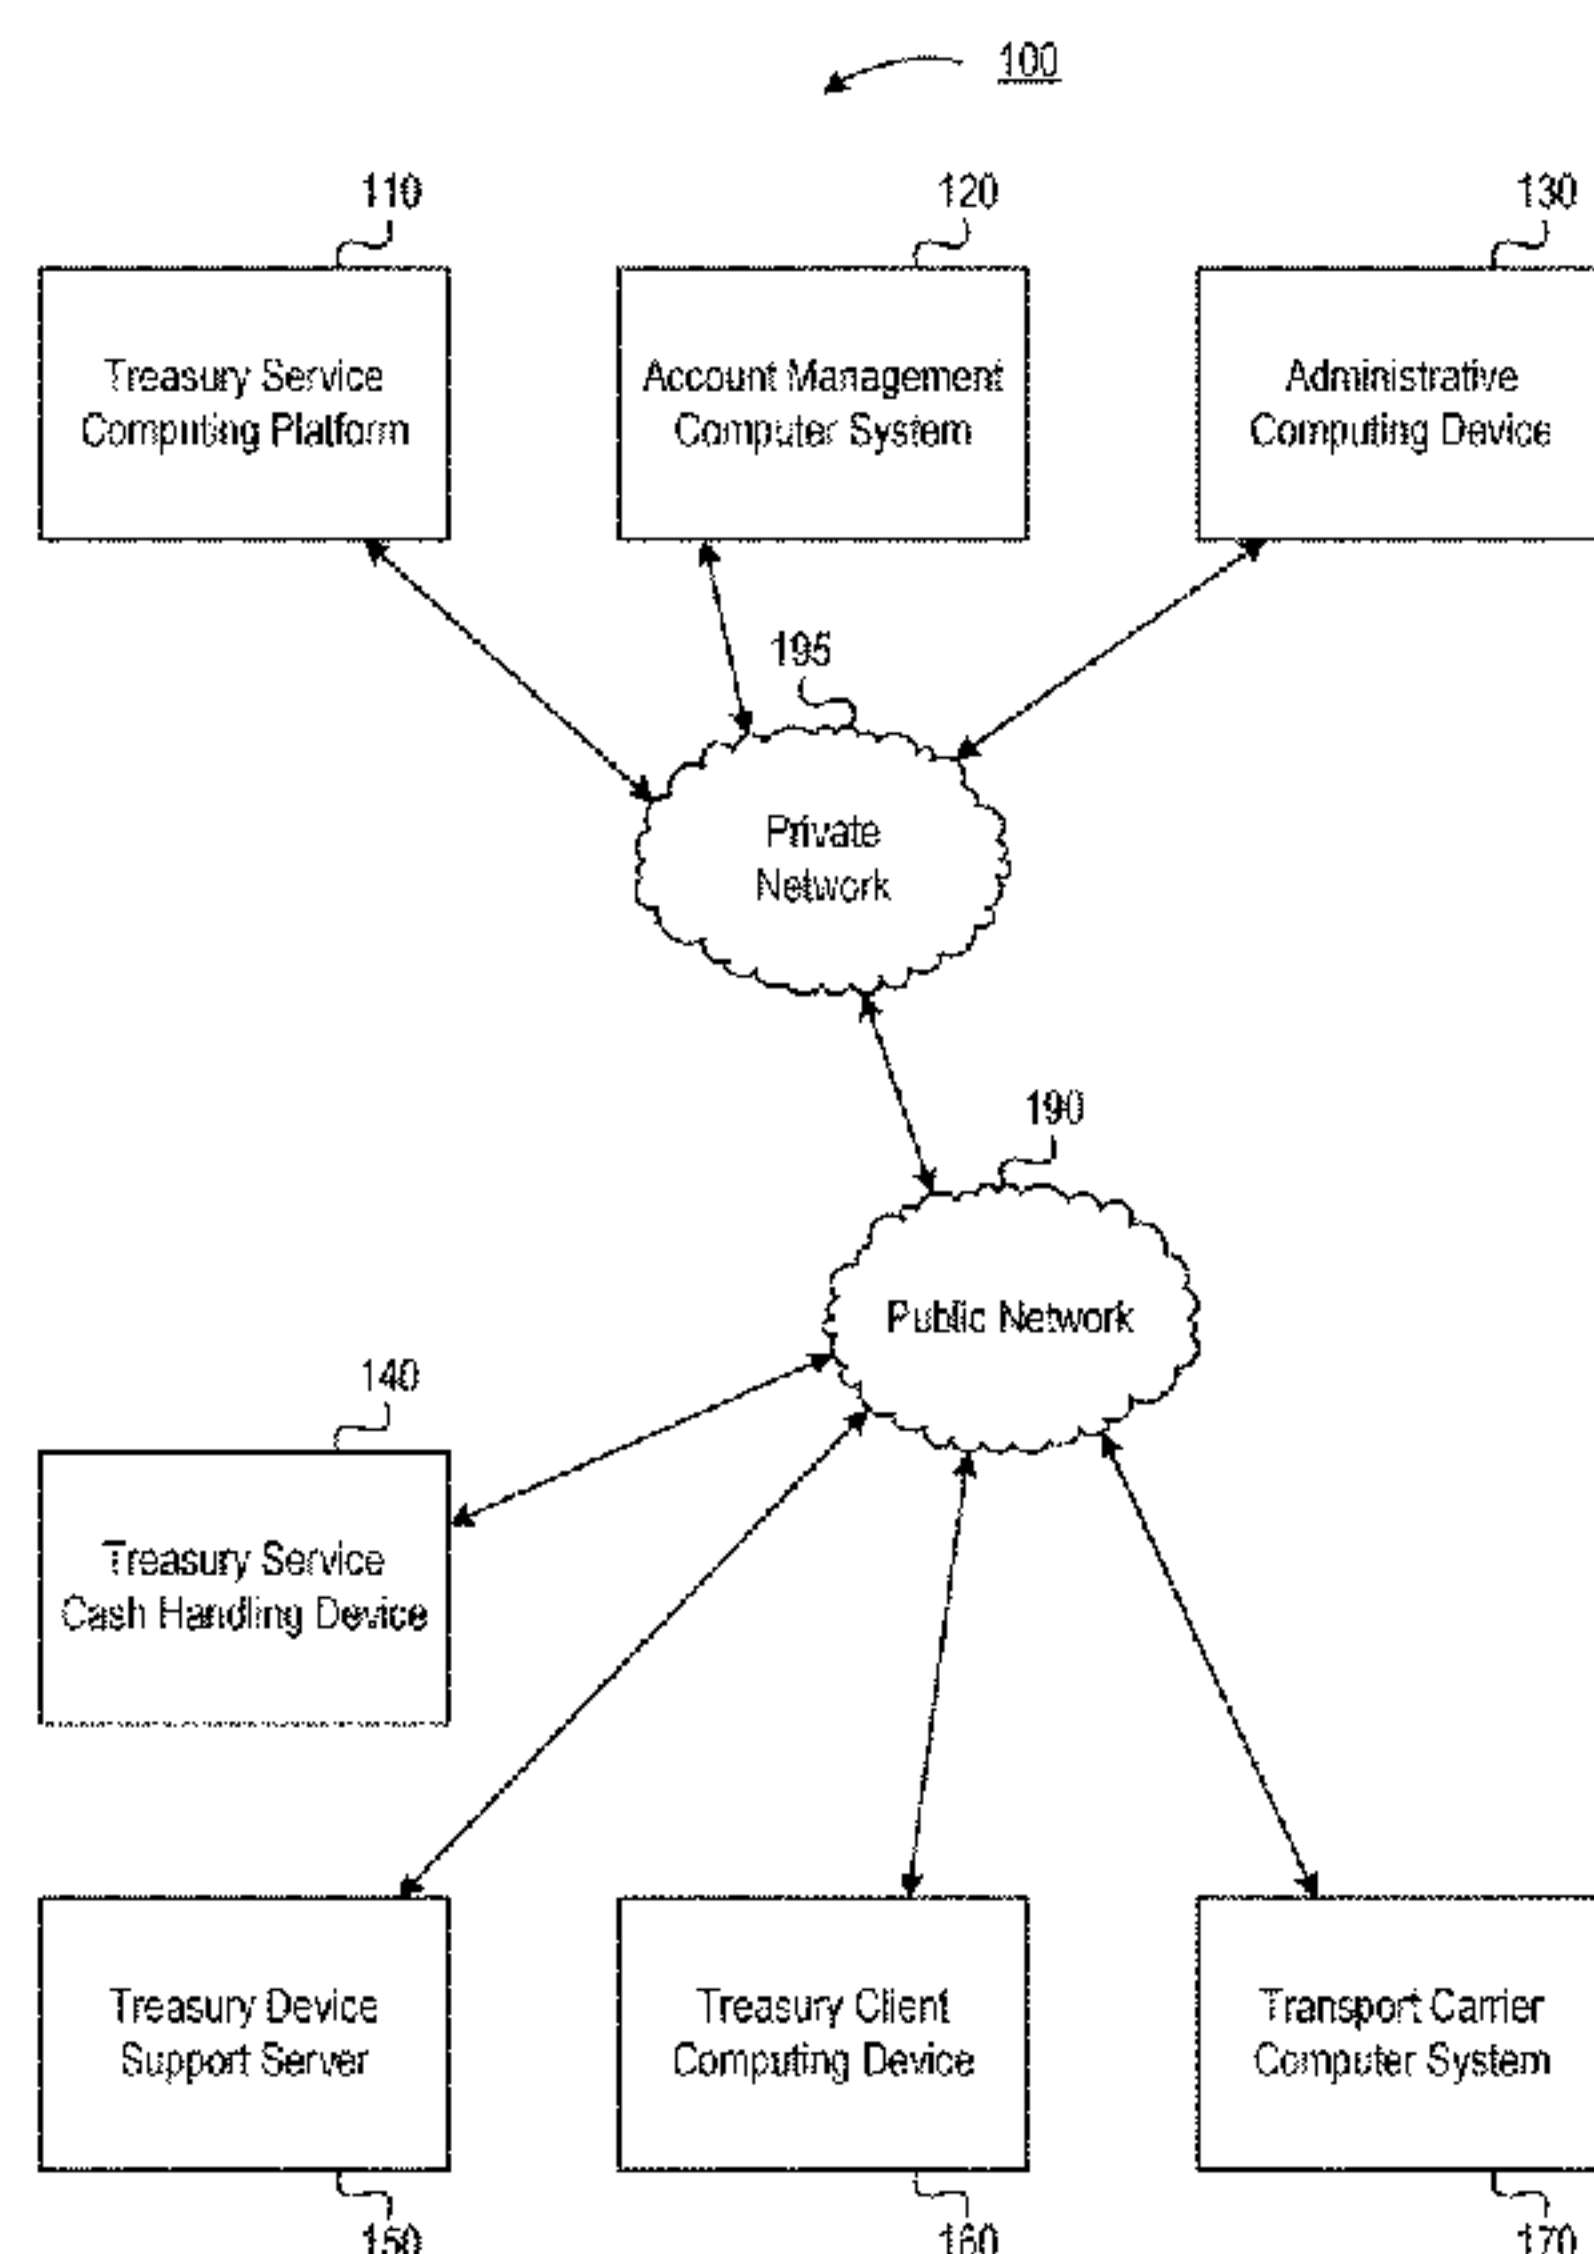 100
110
120
130
Treasury Service
Computing Platform
Account Management
Computer System
Administrative
Computing Device
195
Private
Network
190
Public Network
140
Treasury Service
Cash Handling Device
Treasury Device
Support Server
Treasury Client
Computing Device
Transport Carrier
Computer System
150
160
170